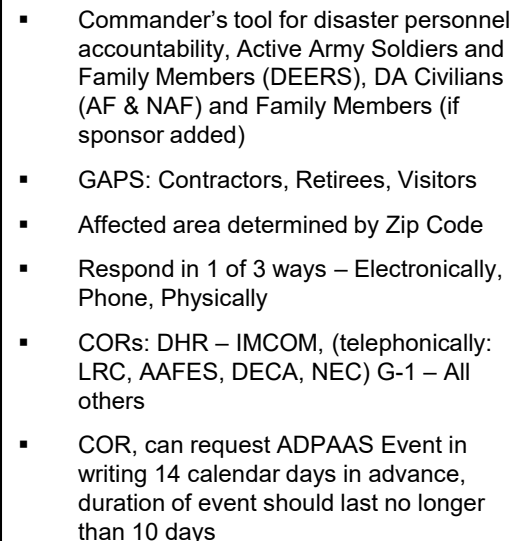 ▪ Commander’s tool for disaster personnel
accountability, Active Army Soldiers and
Family Members (DEERS), DA Civilians
(AF & NAF) and Family Members (if
sponsor added)
▪ GAPS: Contractors, Retirees, Visitors
▪ Affected area determined by Zip Code
▪ Respond in 1 of 3 ways – Electronically,
Phone, Physically
▪ CORs: DHR – IMCOM, (telephonically:
LRC, AAFES, DECA, NEC) G-1 – All
others
▪ COR, can request ADPAAS Event in
writing 14 calendar days in advance,
duration of event should last no longer
than 10 days